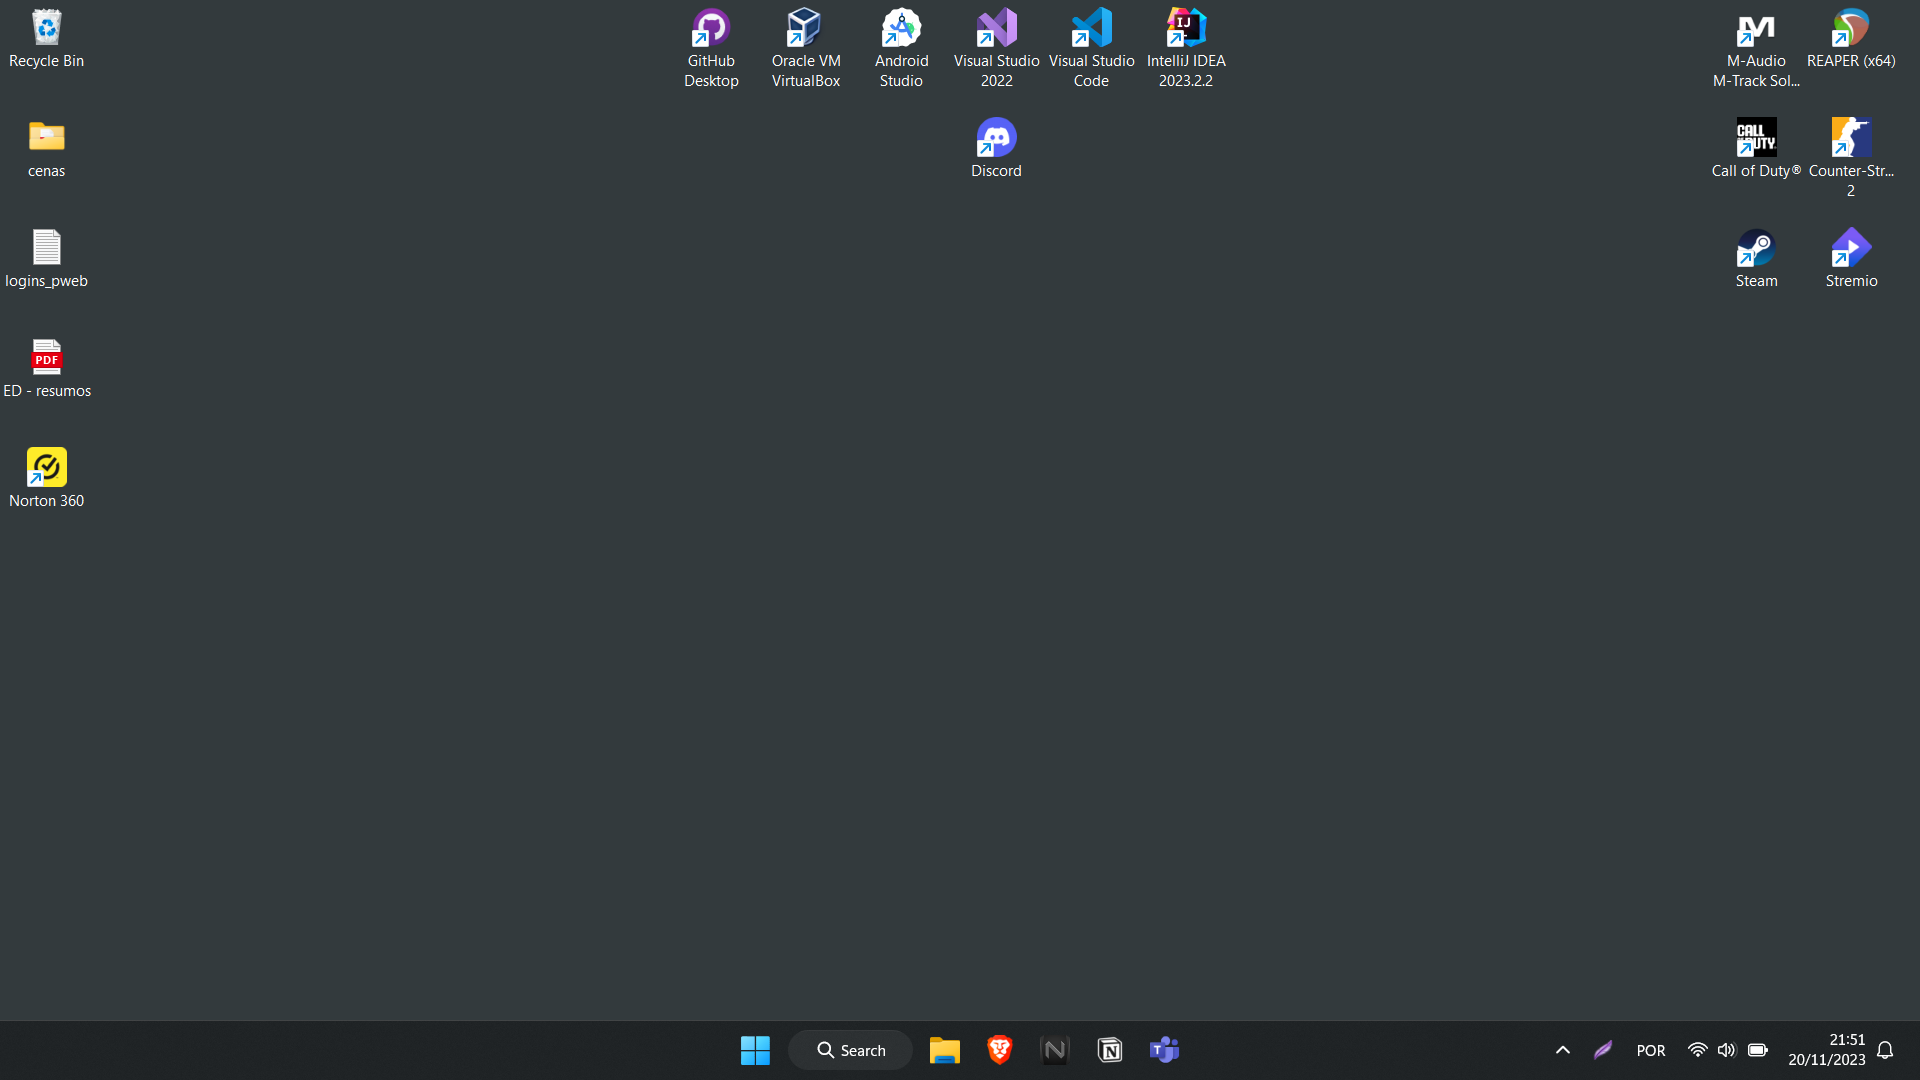 Recycle Bin
cenas
logins_pweb
PDF
ED - resumos
Norton 360
GitHub
Desktop
Oracle VM
VirtualBox
Android
Studio
Visual Studio
2022
Visual Studio
Code
IJ
IntelliJ IDEA
2023.2.2
Discord
M
M-Audio
M-Track Sol...
REAPER (x64)
CALL
DUTY.
Call of Duty®
Counter-Str...
2
Steam
Stremio
Search
N
N
T
POR
21:51
20/11/2023